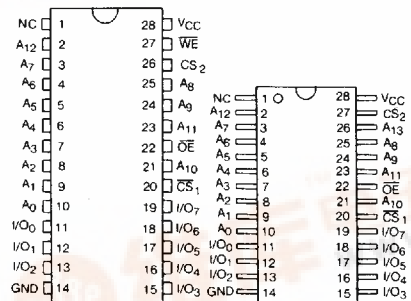 NC 1 28 VCC
A12 2 27 W̅E̅
A7 3 26 CS2
A6 4 25 A8
A5 5 24 A9
A4 6 23 A11
A3 7 22 O̅E̅
A2 8 21 A10
A1 9 20 C̅S̅1
A0 10 19 I/O7
I/O0 11 18 I/O6
I/O1 12 17 I/O5
I/O2 13 16 I/O4
GND 14 15 I/O3
NC 1 28 VCC
A12 2 27 CS2
A7 3 26 A13
A6 4 25 A8
A5 5 24 A9
A4 6 23 A11
A3 7 22 O̅E̅
A2 8 21 A10
A1 9 20 C̅S̅1
A0 10 19 I/O7
I/O0 11 18 I/O6
I/O1 12 17 I/O5
I/O2 13 16 I/O4
GND 14 15 I/O3